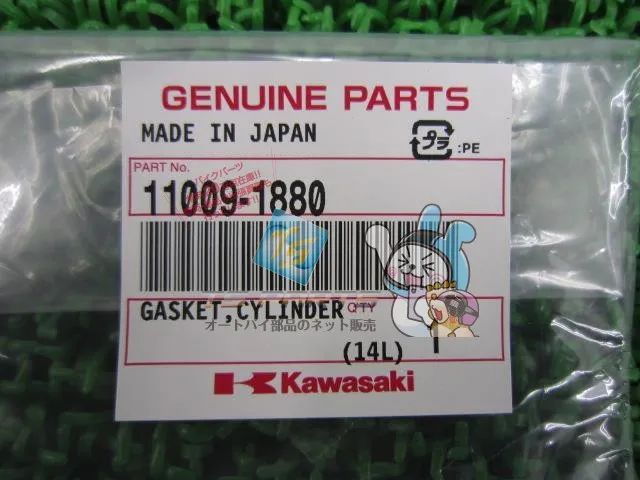 GENUINE PARTS
MADE IN JAPAN
プラ :PE
PART No.
11009-1880
GASKET,CYLINDER Q'TY
オートバイ部品のネット販売
(14L) 1
Kawasaki